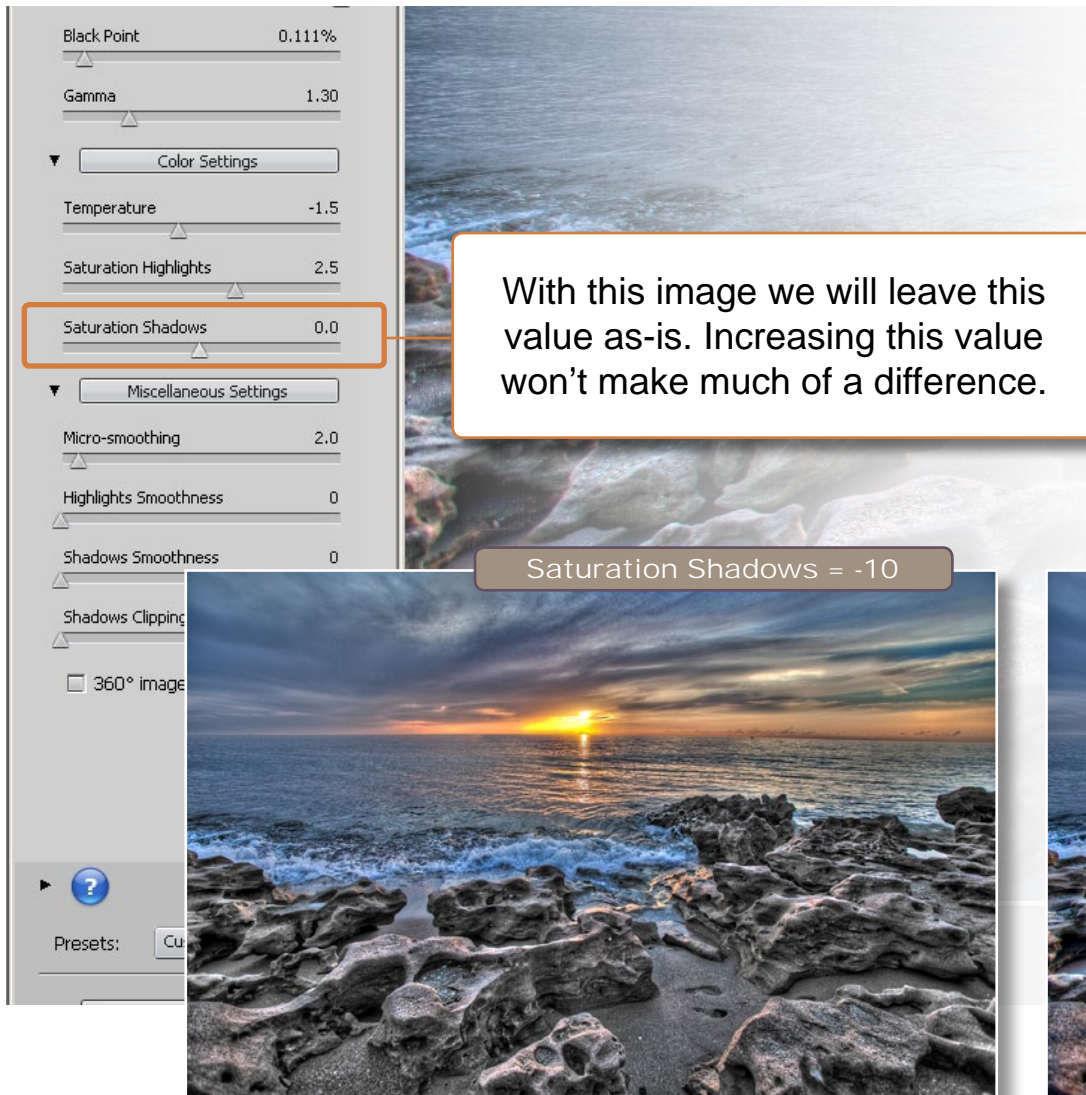 Black Point 0.111%
Gamma 1.30
Color Settings
Temperature -1.5
Saturation Highlights 2.5
Saturation Shadows 0.0
With this image we will leave this
value as-is. Increasing this value
won’t make much of a difference.
Miscellaneous Settings
Micro-smoothing 2.0
Highlights Smoothness 0
Shadows Smoothness 0
Saturation Shadows = -10
Shadows Clipping
360° image
?
Presets: Cu